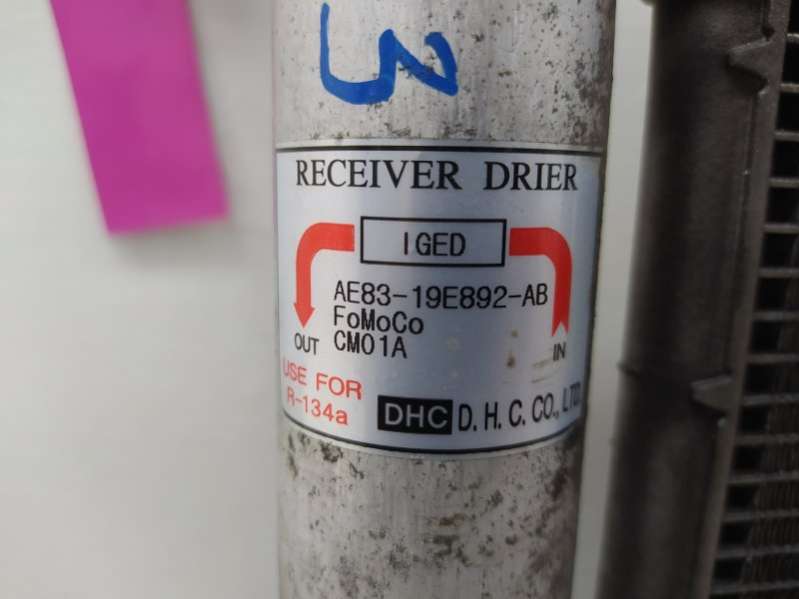 RECEIVER DRIER
IGED
AE83-19E892-AB
FoMoCo
CM01A
OUT
IN
USE FOR
R-134a
DHC D.H.C.CO.,LTD.